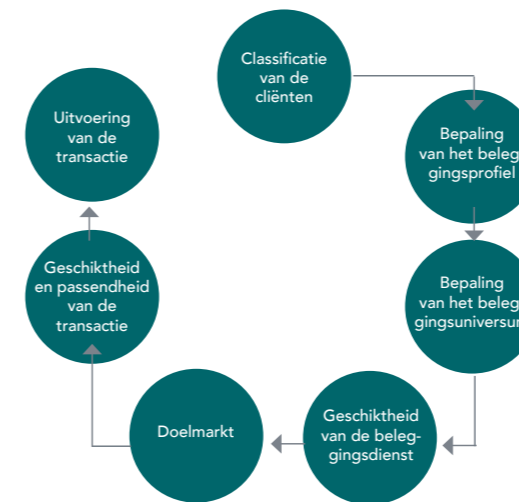 Classificatie
van de
cliënten
Bepaling
van het beleg-
gingsprofiel
Bepaling
van het beleg-
Geschiktheid
van de beleg-
gingsdienst
Doelmarkt
Geschiktheid
en passendheid
van de
transactie
Uitvoering
van de
transactie